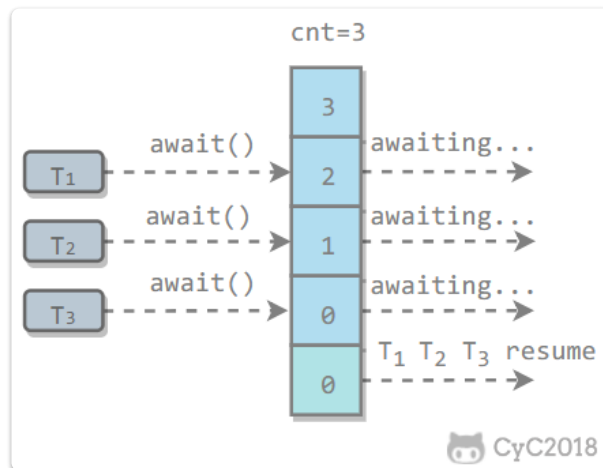 cnt=3
3
await() awaiting...
T1 2
await() awaiting...
T2 1
await() awaiting...
T3 0
T1 T2 T3 resume
0
CyC2018